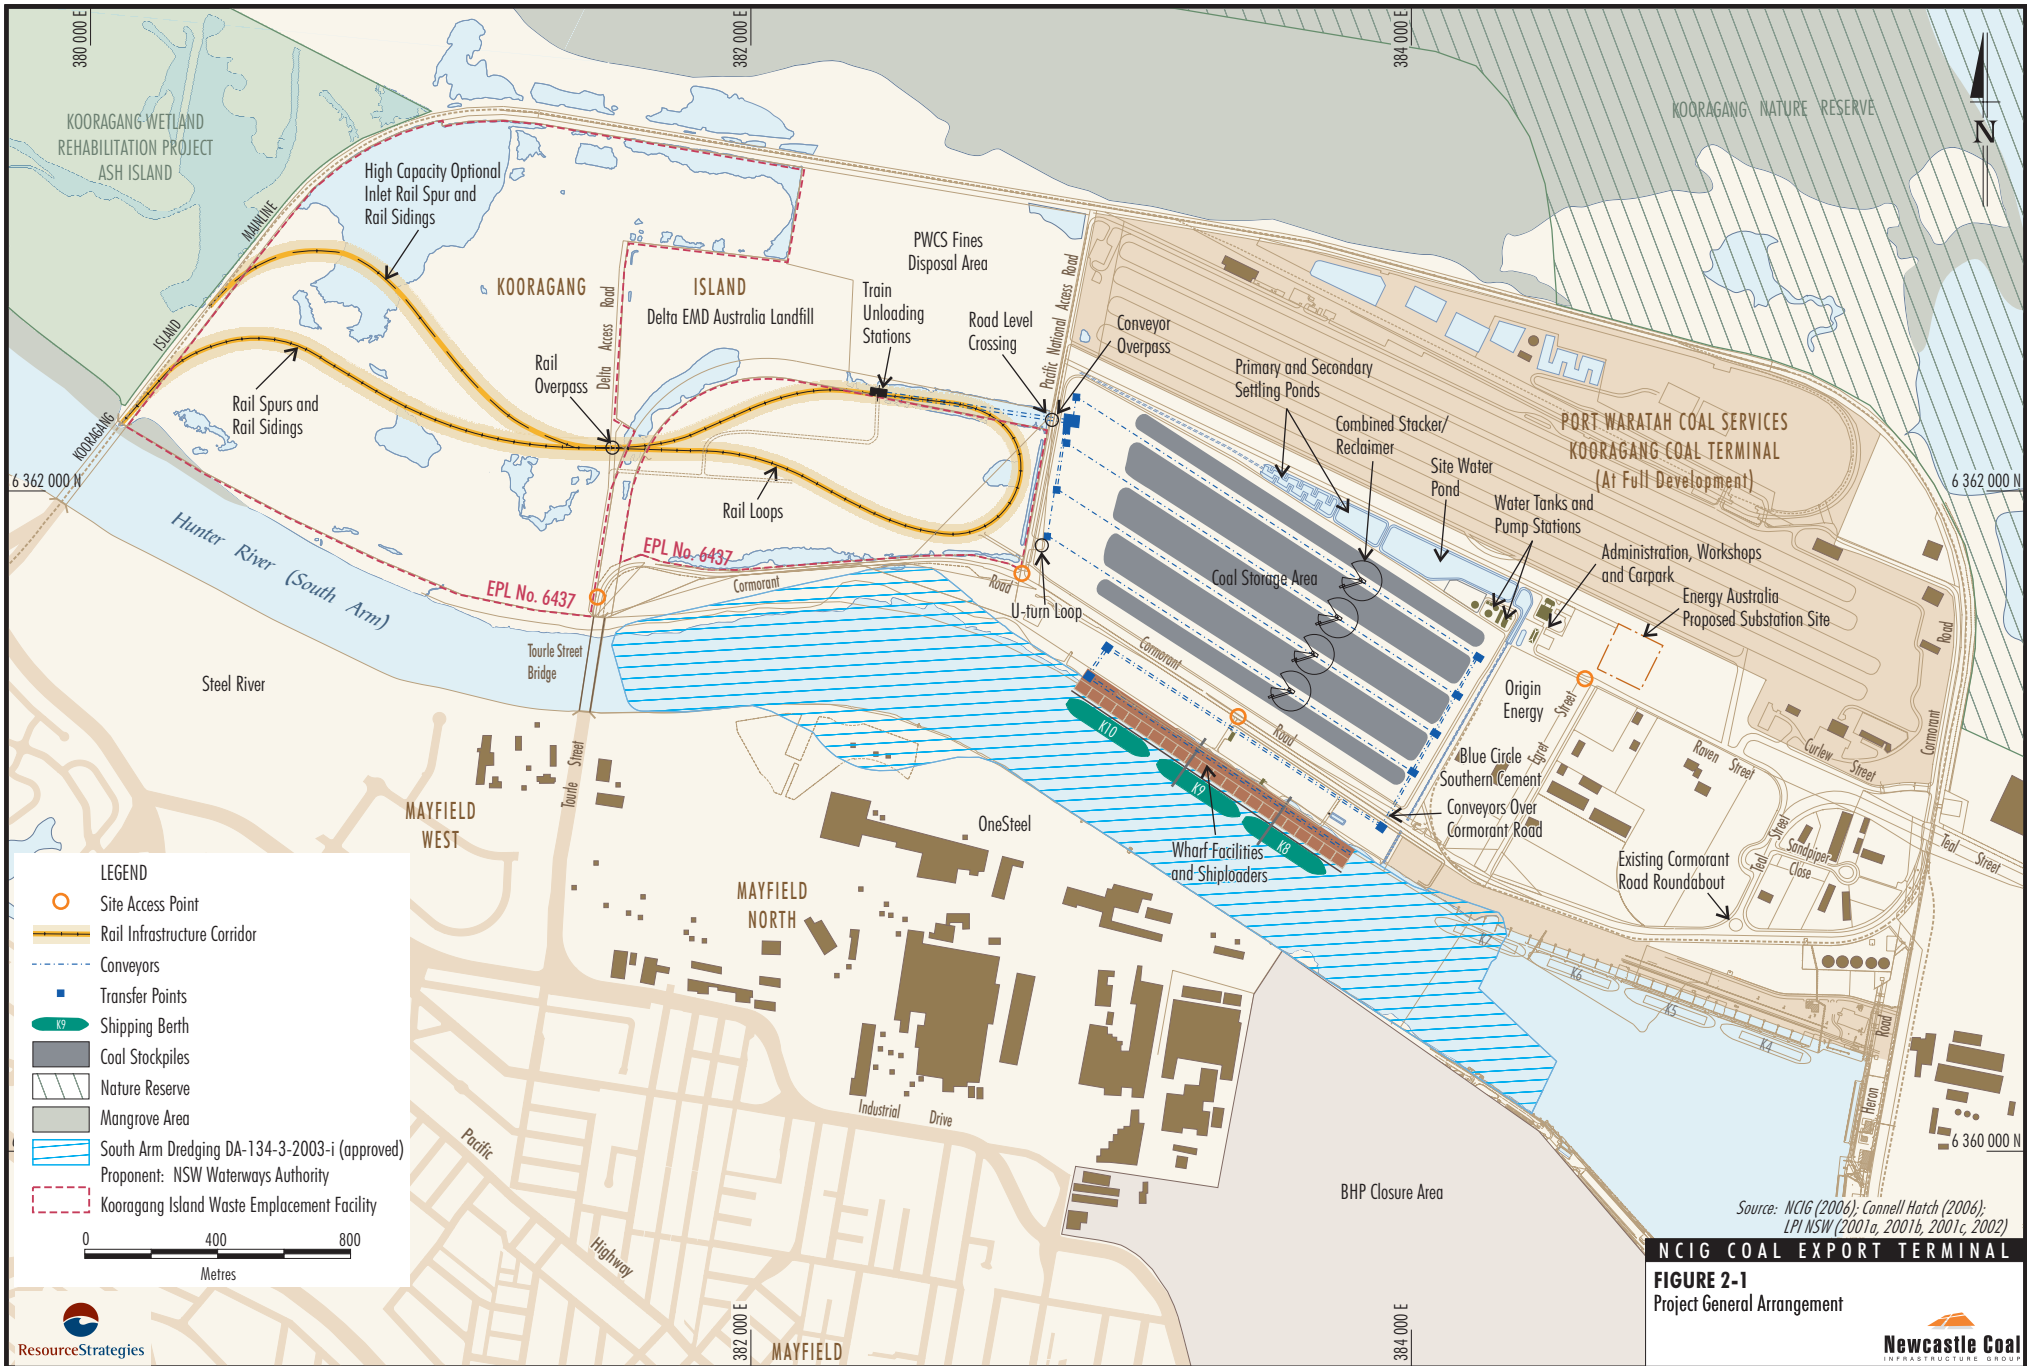 380 000 E
382 000 E
384 000 E
KOORAGANG WETLAND
REHABILITATION PROJECT
ASH ISLAND
KOORAGANG NATURE RESERVE
N
High Capacity Optional
Inlet Rail Spur and
Rail Sidings
MAINLINE
ISLAND
KOORAGANG
KOORAGANG
ISLAND
PWCS Fines
Disposal Area
Delta EMD Australia Landfill
Delta Access Road
Train
Unloading
Stations
Road Level
Crossing
Pacific National Access Road
Conveyor
Overpass
Rail
Overpass
Rail Spurs and
Rail Sidings
Rail Loops
Primary and Secondary
Settling Ponds
Combined Stacker/
Reclaimer
Site Water
Pond
Water Tanks and
Pump Stations
PORT WARATAH COAL SERVICES
KOORAGANG COAL TERMINAL
(At Full Development)
Administration, Workshops
and Carpark
Energy Australia
Proposed Substation Site
6 362 000 N
6 362 000 N
Hunter River (South Arm)
EPL No. 6437
EPL No. 6437
Cormorant
Road
U-turn Loop
Coal Storage Area
Cormorant
Road
Tourle Street
Bridge
Steel River
Tourle Street
Origin
Energy
Egret
Street
Blue Circle
Southern Cement
Conveyors Over
Cormorant Road
Raven
Street
Curlew
Street
Cormorant
Road
K10
K9
K8
Wharf Facilities
and Shiploaders
Existing Cormorant
Road Roundabout
Teal
Street
Sandpiper
Close
Teal
Street
MAYFIELD
WEST
OneSteel
MAYFIELD
NORTH
K7
K6
K5
K4
Heron
Road
Industrial Drive
Pacific
Highway
BHP Closure Area
6 360 000 N
LEGEND
Site Access Point
Rail Infrastructure Corridor
Conveyors
Transfer Points
K9
Shipping Berth
Coal Stockpiles
Nature Reserve
Mangrove Area
South Arm Dredging DA-134-3-2003-i (approved)
Proponent: NSW Waterways Authority
Kooragang Island Waste Emplacement Facility
0 400 800
Metres
ResourceStrategies
MAYFIELD
382 000 E
384 000 E
Source: NCIG (2006); Connell Hatch (2006);
LPI NSW (2001a, 2001b, 2001c, 2002)
NCIG COAL EXPORT TERMINAL
FIGURE 2-1
Project General Arrangement
Newcastle Coal
INFRASTRUCTURE GROUP